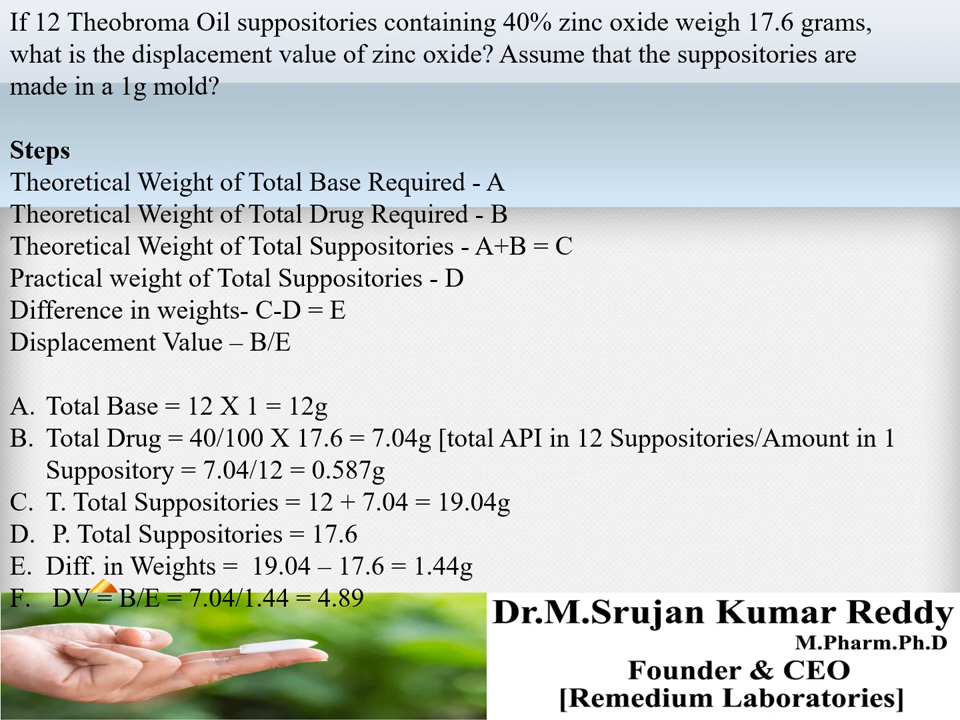 If 12 Theobroma Oil suppositories containing 40% zinc oxide weigh 17.6 grams,
what is the displacement value of zinc oxide? Assume that the suppositories are
made in a 1g mold?
Steps
Theoretical Weight of Total Base Required - A
Theoretical Weight of Total Drug Required - B
Theoretical Weight of Total Suppositories - A+B = C
Practical weight of Total Suppositories - D
Difference in weights- C-D = E
Displacement Value – B/E
A. Total Base = 12 X 1 = 12g
B. Total Drug = 40/100 X 17.6 = 7.04g [total API in 12 Suppositories/Amount in 1
Suppository = 7.04/12 = 0.587g
C. T. Total Suppositories = 12 + 7.04 = 19.04g
D. P. Total Suppositories = 17.6
E. Diff. in Weights = 19.04 – 17.6 = 1.44g
F. DV = B/E = 7.04/1.44 = 4.89
Dr.M.Srujan Kumar Reddy
M.Pharm.Ph.D
Founder & CEO
[Remedium Laboratories]